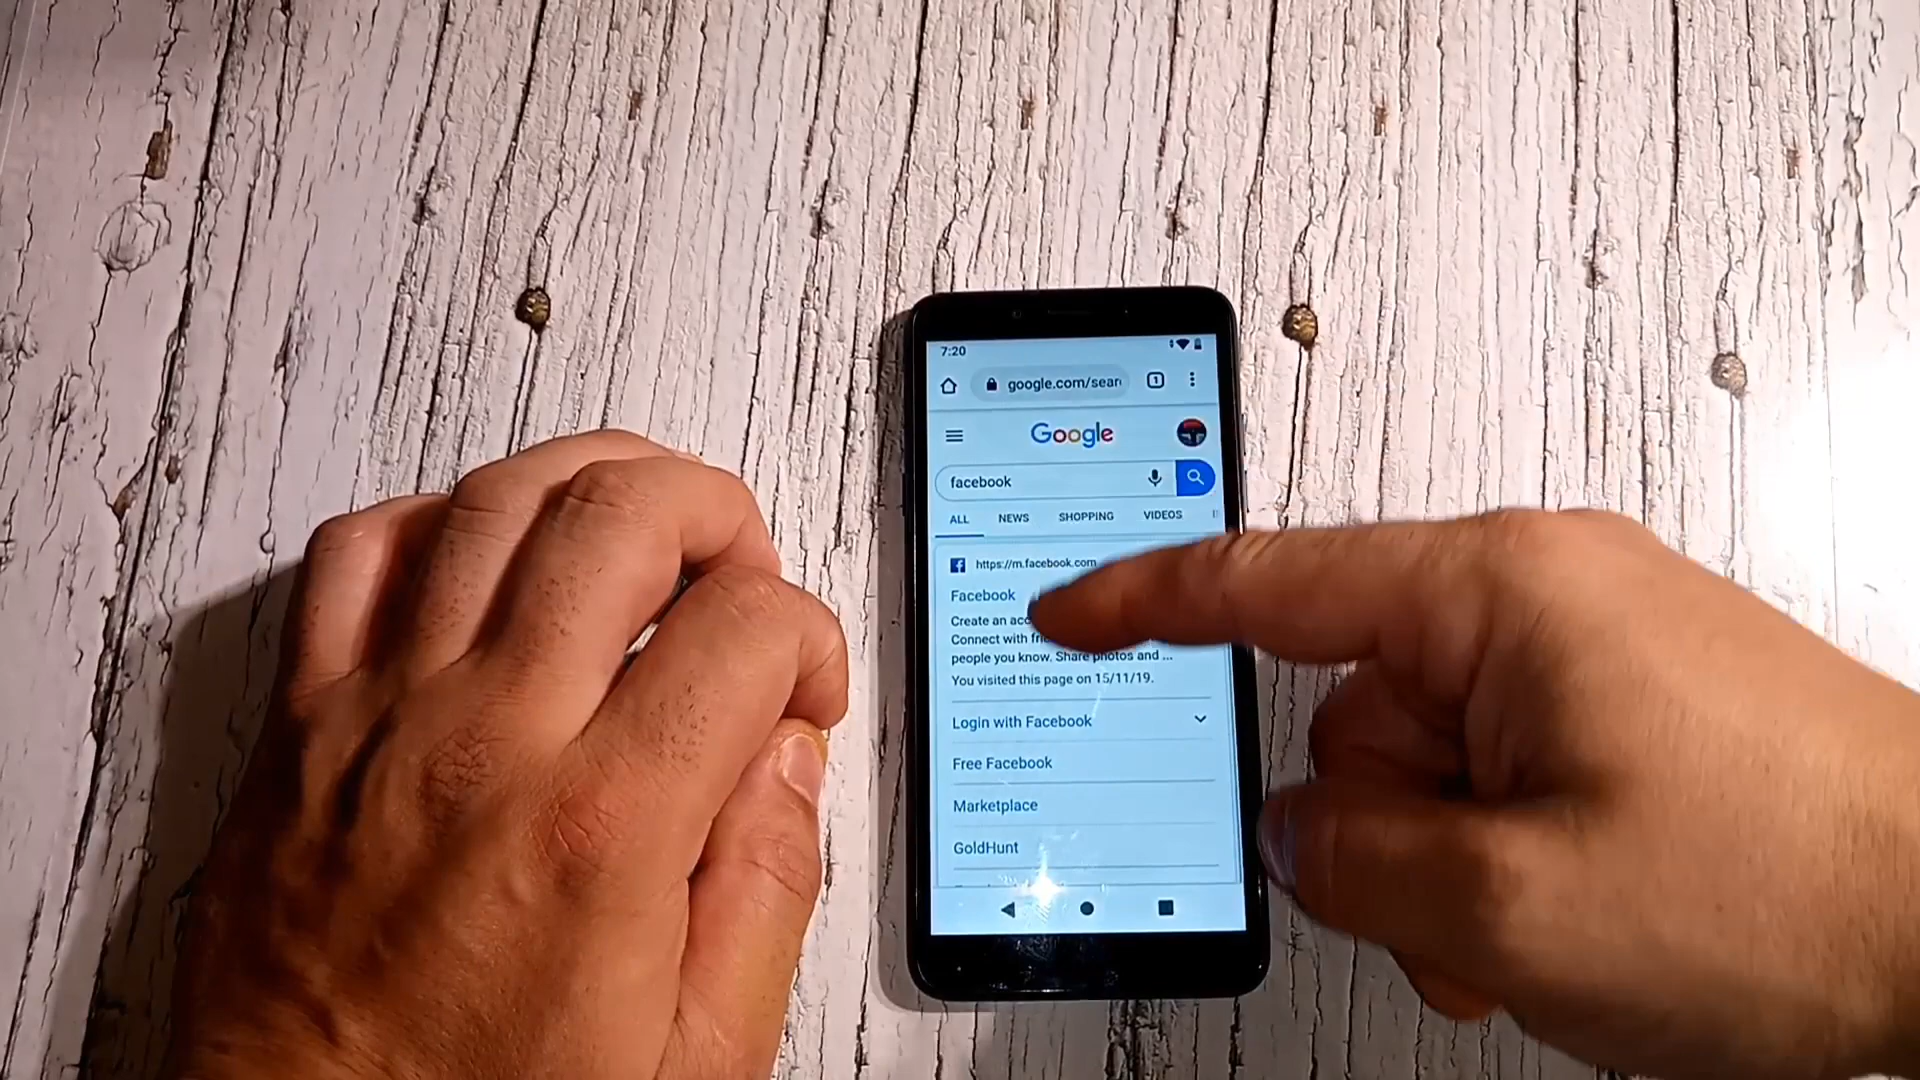 7:20
google.com/sear
1
Google
facebook
ALL NEWS SHOPPING VIDEOS
https://m.facebook.com
Facebook
Create an acc
Connect with frie
people you know. Share photos and ...
You visited this page on 15/11/19.
Login with Facebook
Free Facebook
Marketplace
GoldHunt